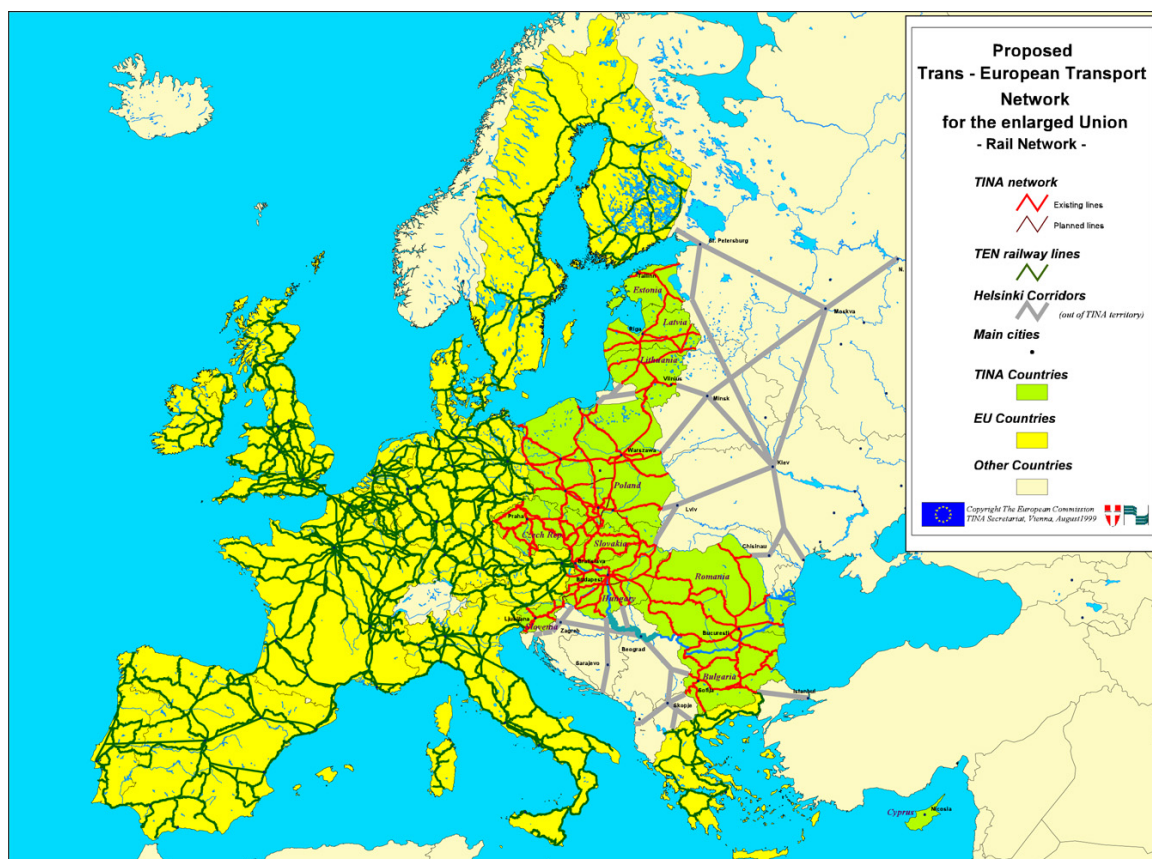 Proposed
Trans - European Transport
Network
for the enlarged Union
- Rail Network -
TINA network
Existing lines
Planned lines
TEN railway lines
Helsinki Corridors
(out of TINA territory)
Main cities
TINA Countries
EU Countries
Other Countries
Copyright The European Commission
TINA Secretariat, Vienna, August1999
St. Petersburg
N.
Tallinn
Estonia
Moskva
Latvia
Riga
Lithuania
Vilnius
Minsk
Warszawa
Kiev
Poland
Lviv
Praha
Czech Rep.
Slovakia
Chisinau
Bratislava
Budapest
Romania
Hungary
Ljubljana
Slovenia
Zagreb
Bucuresti
Beograd
Sarajevo
Bulgaria
Sofija
Istanbul
Skopje
Cyprus
Nicosia